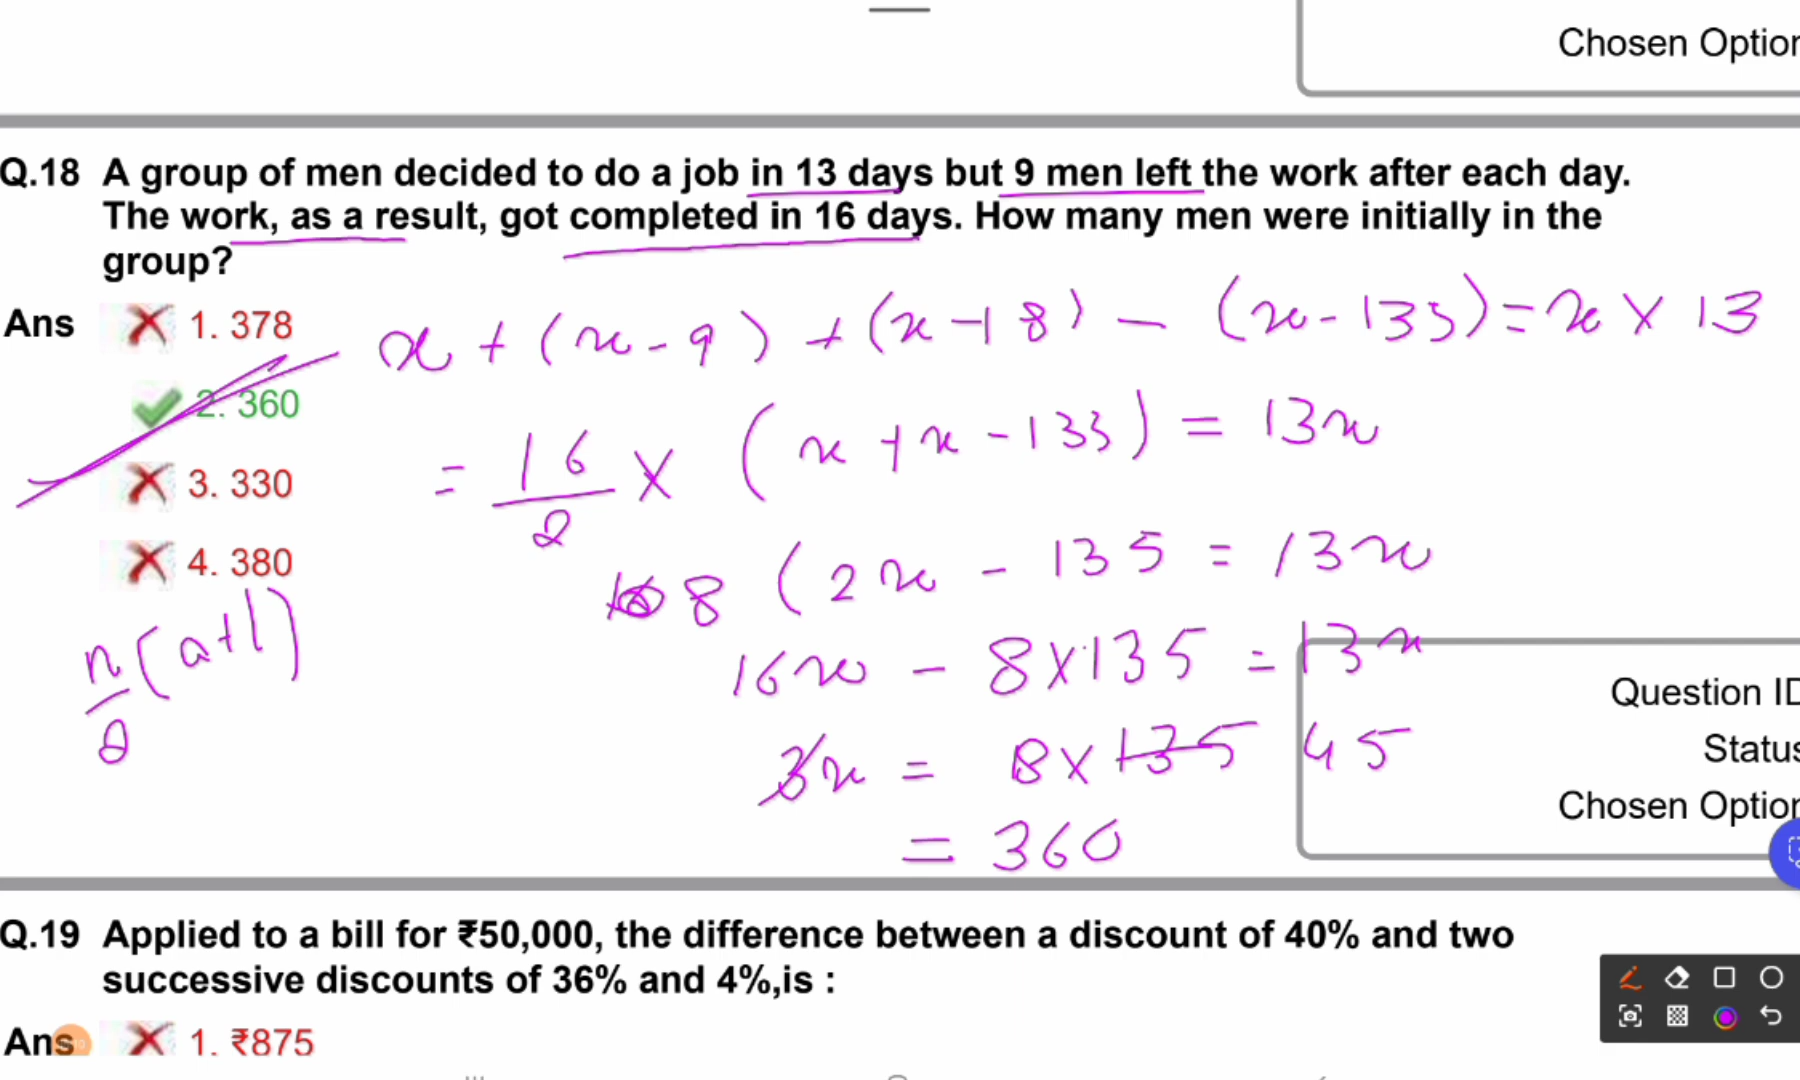 Chosen Option
Q.18 A group of men decided to do a job in 13 days but 9 men left the work after each day.
The work, as a result, got completed in 16 days. How many men were initially in the
group?
Ans 1. 378
x + (x - 9) + (x - 18) - (x - 135) = x × 13
2. 360
= 16/2 × (x + x - 135) = 13x
3. 330
4. 380
8 (2x - 135 = 13x
n/2 (a+l)
16x - 8×135 = 13x
3x = 8×135 45
= 360
Question ID
Status
Chosen Option
Q.19 Applied to a bill for ₹50,000, the difference between a discount of 40% and two
successive discounts of 36% and 4%,is :
Ans 1. ₹875